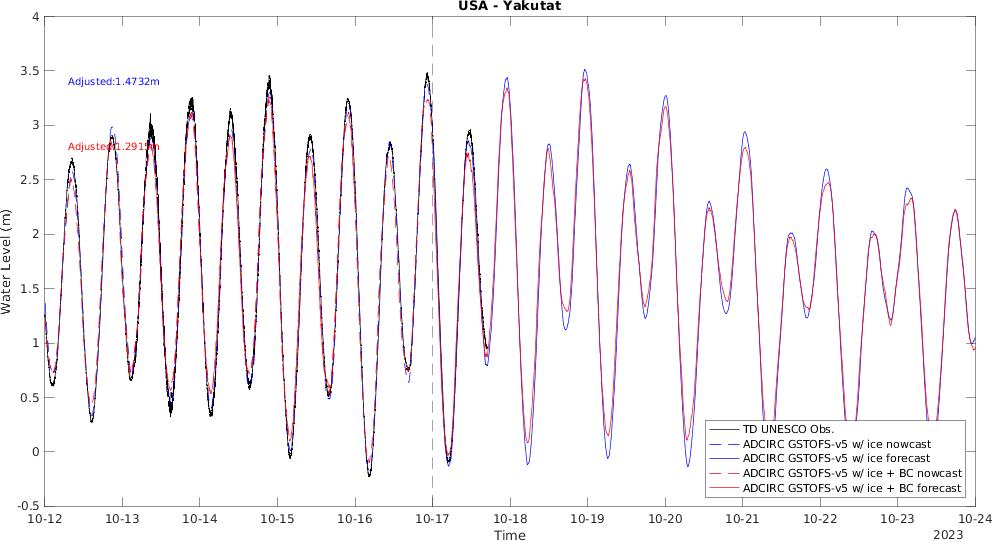 USA - Yakutat
4
3.5
3
2.5
2
1.5
1
0.5
0
-0.5
Water Level (m)
Adjusted:1.4732m
Adjusted:1.2915m
TD UNESCO Obs.
ADCIRC GSTOFS-v5 w/ ice nowcast
ADCIRC GSTOFS-v5 w/ ice forecast
ADCIRC GSTOFS-v5 w/ ice + BC nowcast
ADCIRC GSTOFS-v5 w/ ice + BC forecast
10-12 10-13 10-14 10-15 10-16 10-17 10-18 10-19 10-20 10-21 10-22 10-23 10-24
Time
2023